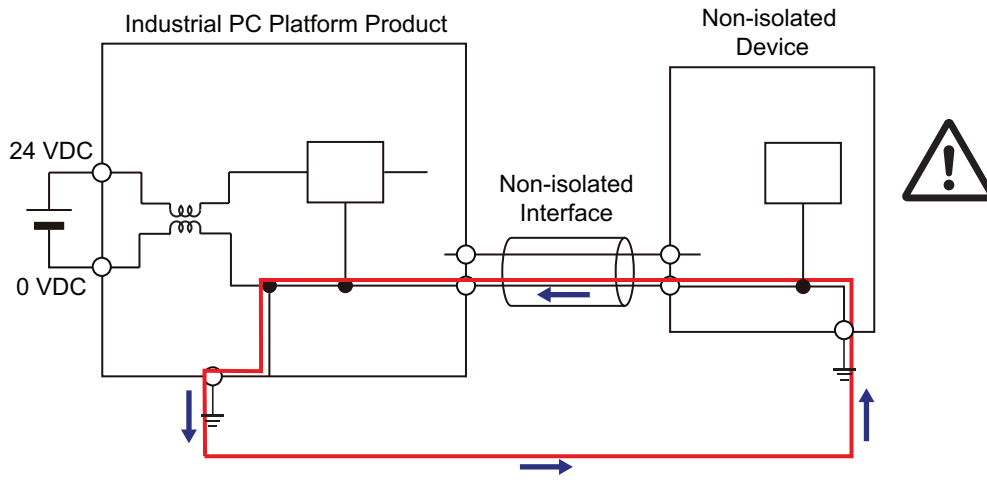 Industrial PC Platform Product
Non-isolated
Device
24 VDC
Non-isolated
Interface
0 VDC